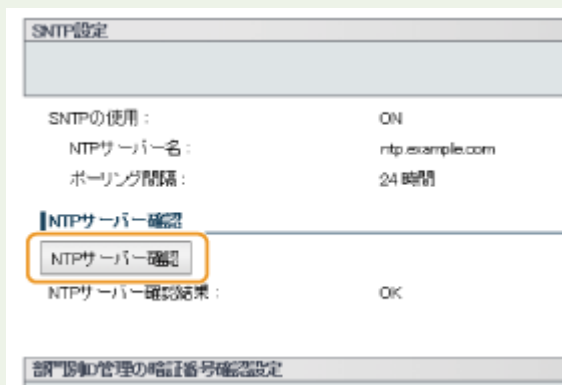 SNTP設定
SNTPの使用： ON
NTPサーバー名： ntp.example.com
ポーリング間隔： 24 時間
NTPサーバー確認
NTPサーバー確認
NTPサーバー確認結果： OK
部門別ID管理の暗証番号確認設定